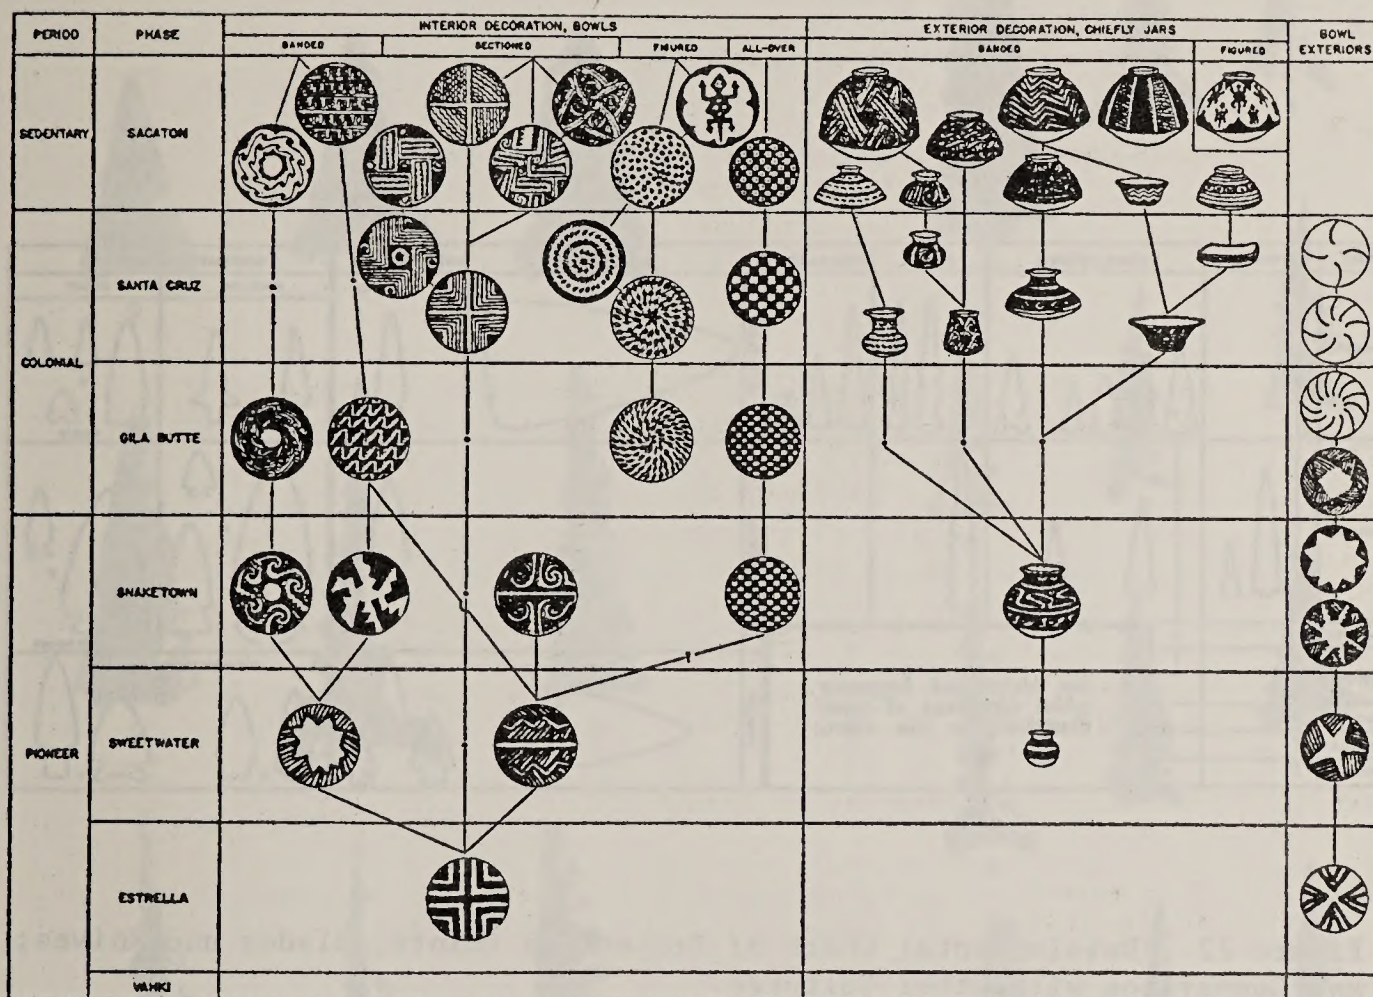 PERIOD
PHASE
INTERIOR DECORATION, BOWLS
EXTERIOR DECORATION, CHIEFLY JARS
BOWL
EXTERIORS
BANDED
SECTIONED
FIGURED
ALL-OVER
BANDED
FIGURED
SEDENTARY
SACATON
COLONIAL
SANTA CRUZ
GILA BUTTE
PIONEER
SNAKETOWN
SWEETWATER
ESTRELLA
VAHKI